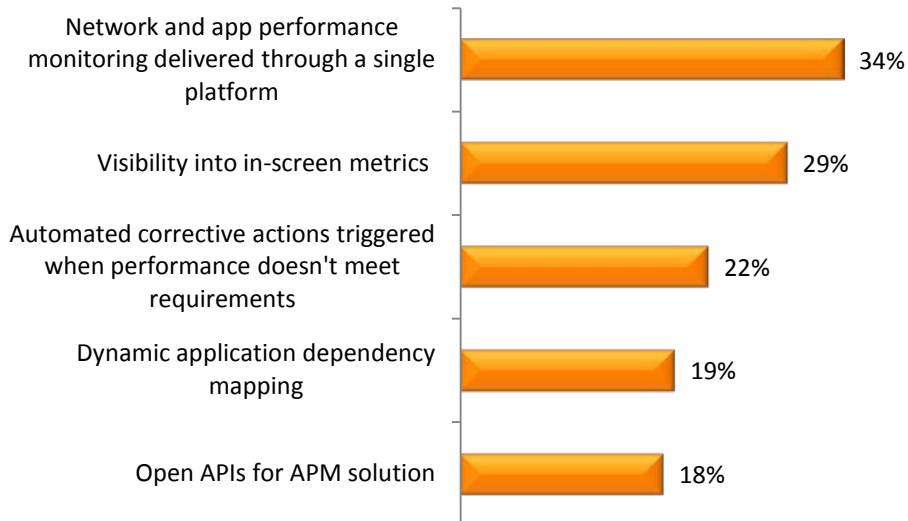 Network and app performance
monitoring delivered through a single
platform
34%
Visibility into in-screen metrics
29%
Automated corrective actions triggered
when performance doesn't meet
requirements
22%
Dynamic application dependency
mapping
19%
Open APIs for APM solution
18%